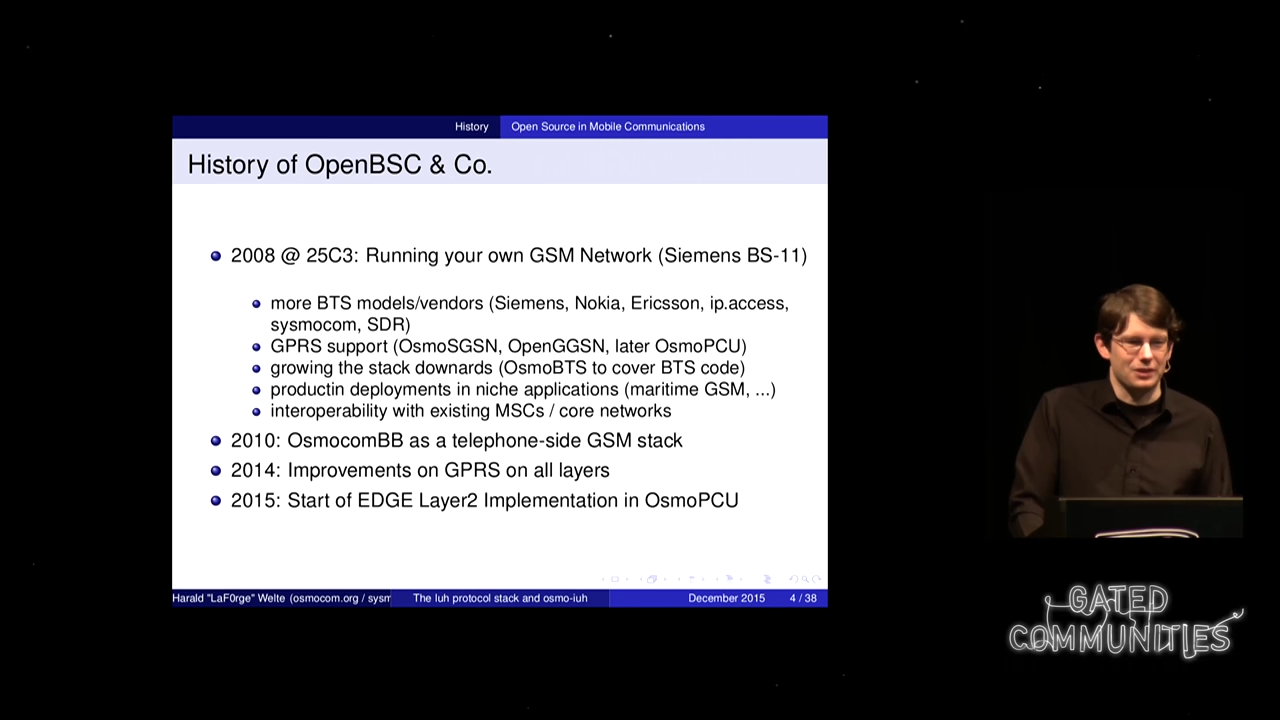 History Open Source in Mobile Communications
History of OpenBSC & Co.
2008 @ 25C3: Running your own GSM Network (Siemens BS-11)
more BTS models/vendors (Siemens, Nokia, Ericsson, ip.access,
sysmocom, SDR)
GPRS support (OsmoSGSN, OpenGGSN, later OsmoPCU)
growing the stack downards (OsmoBTS to cover BTS code)
productin deployments in niche applications (maritime GSM, ...)
interoperability with existing MSCs / core networks
2010: OsmocomBB as a telephone-side GSM stack
2014: Improvements on GPRS on all layers
2015: Start of EDGE Layer2 Implementation in OsmoPCU
Harald "LaF0rge" Welte (osmocom.org / sysm The Iuh protocol stack and osmo-iuh December 2015 4 / 38
GATED
COMMUNITIES